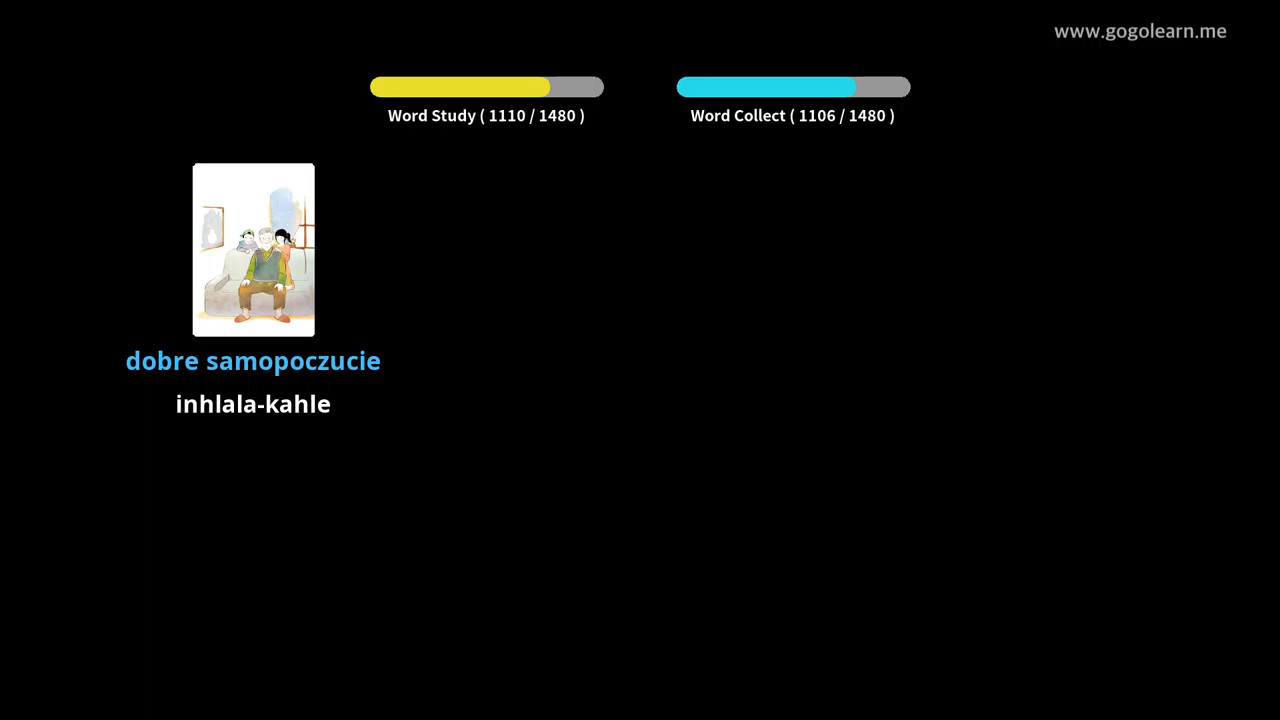 www.gogolearn.me
Word Study ( 1110 / 1480 )
Word Collect ( 1106 / 1480 )
dobre samopoczucie
inhlala-kahle